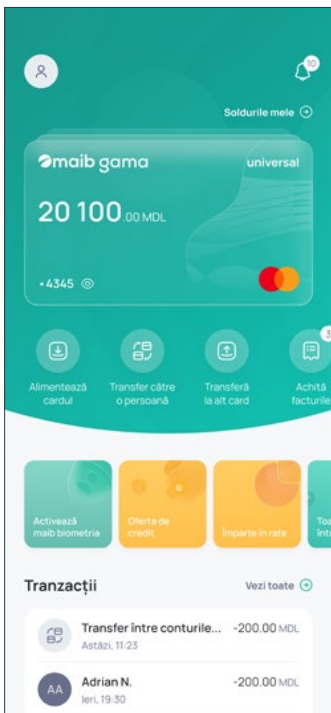 10
Soldurile mele
maib gama
universal
20 100.00 MDL
•4345
3
Alimentează
cardul
Transfer către
o persoană
Transferă
la alt card
Achită
facturile
Activează
maib biometria
Oferta de
credit
Împarte în rate
Toa
într
Tranzacții
Vezi toate
Transfer între conturile...
-200.00 MDL
Astăzi, 11:23
AA
Adrian N.
-200.00 MDL
Ieri, 19:30